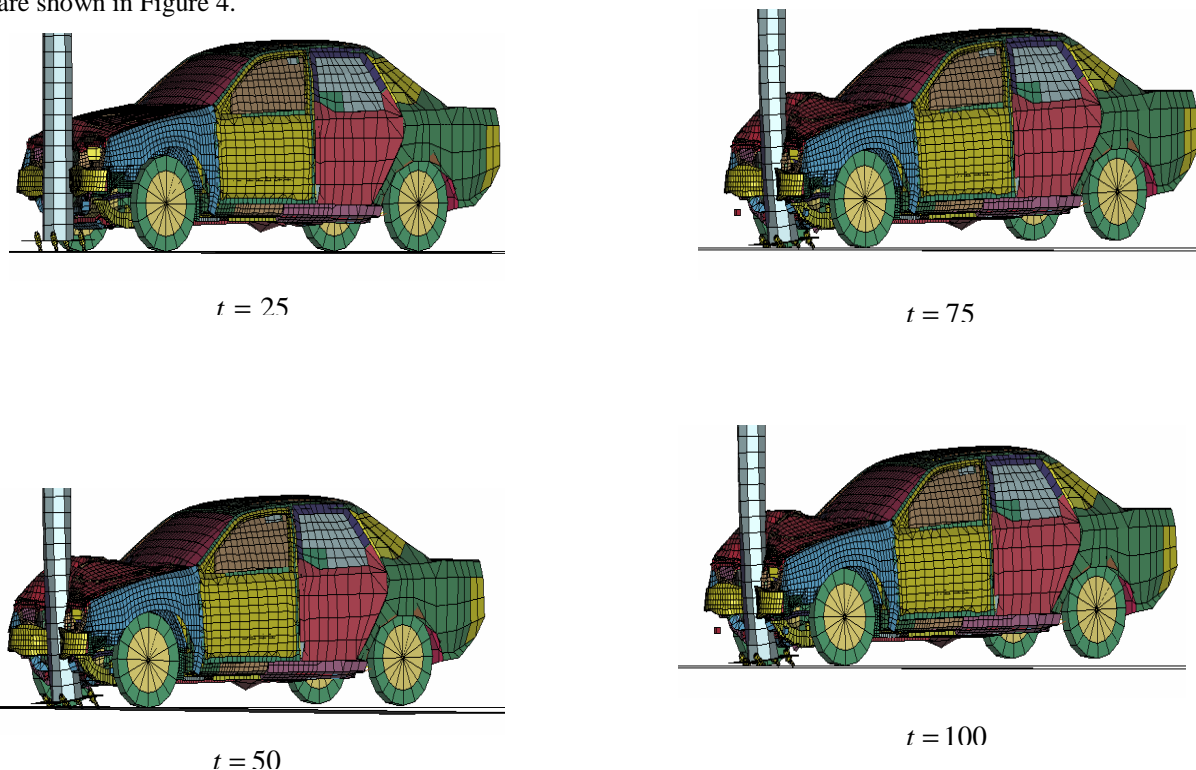 are shown in Figure 4.
t = 25
t = 75
t = 50
t = 100